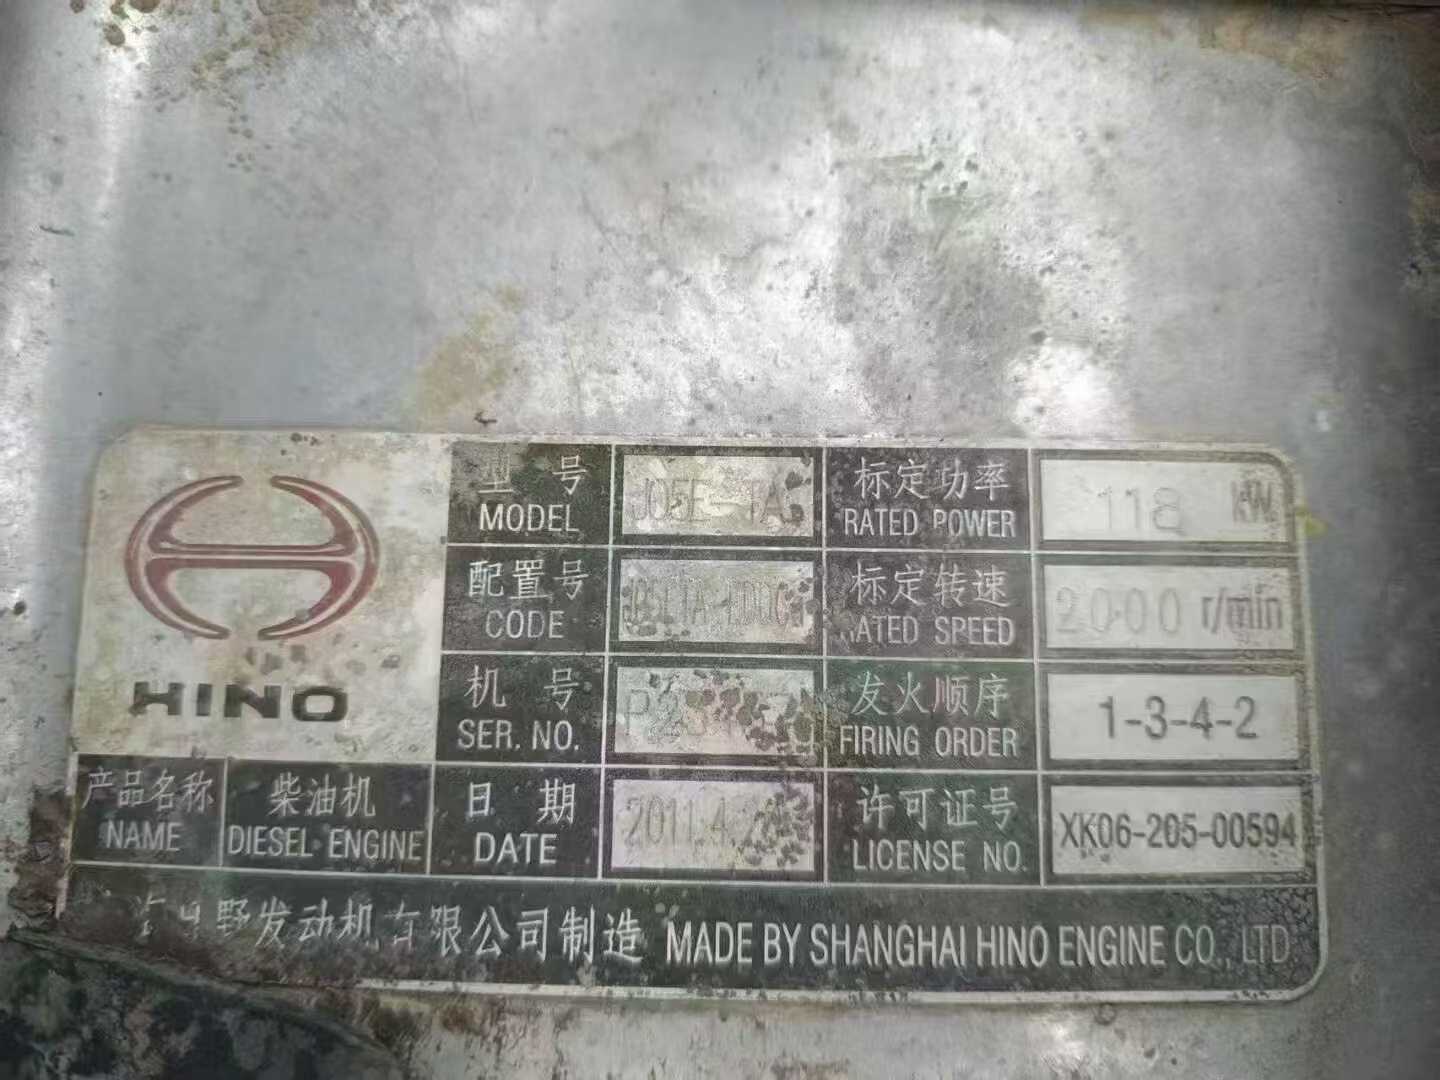 HINO
型号 MODEL
J05E-TA
标定功率 RATED POWER
118 KW
配置号 CODE
标定转速 RATED SPEED
2000 r/min
机号 SER. NO.
发火顺序 FIRING ORDER
1-3-4-2
产品名称 NAME
柴油机 DIESEL ENGINE
日期 DATE
2011.4
许可证号 LICENSE NO.
XK06-205-00594
野发动机有限公司制造 MADE BY SHANGHAI HINO ENGINE CO., LTD